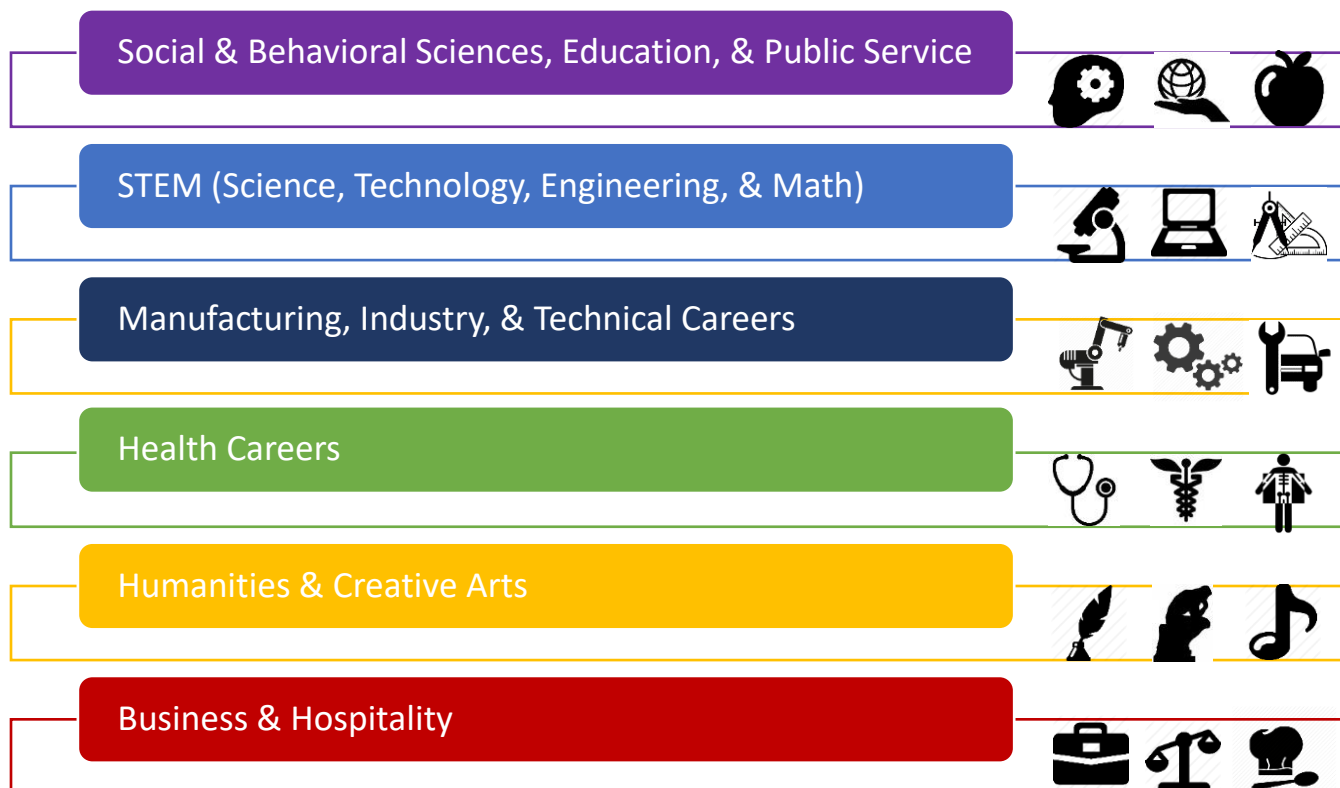 Social & Behavioral Sciences, Education, & Public Service
STEM (Science, Technology, Engineering, & Math)
Manufacturing, Industry, & Technical Careers
Health Careers
Humanities & Creative Arts
Business & Hospitality